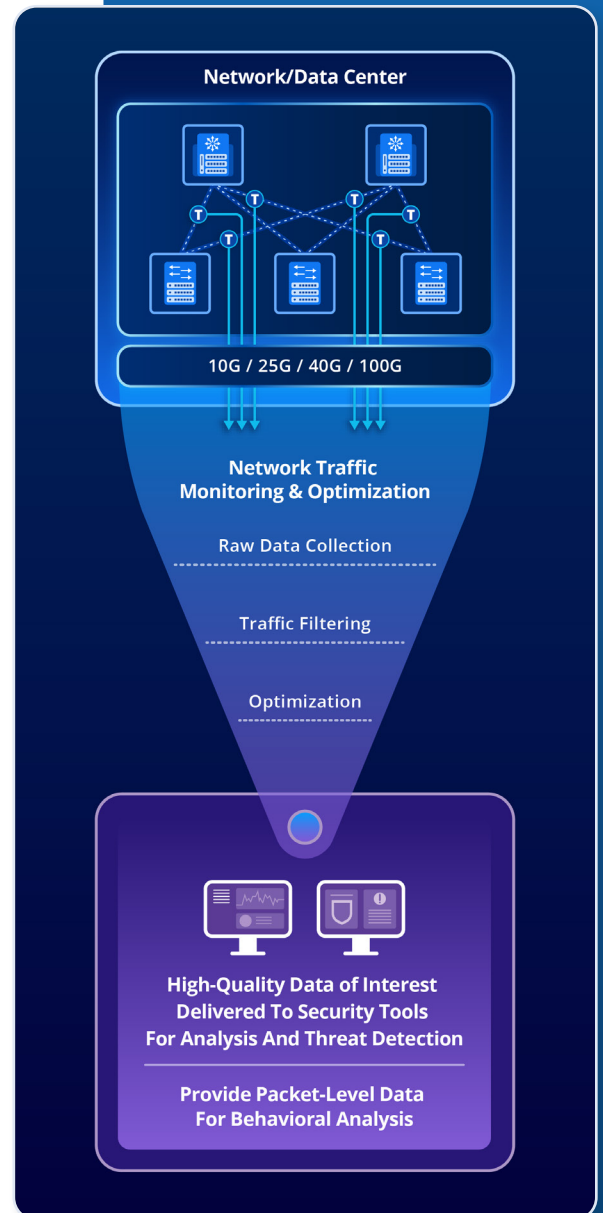 Network/Data Center
T
T
T
T
T
T
10G / 25G / 40G / 100G
Network Traffic
Monitoring & Optimization
Raw Data Collection
Traffic Filtering
Optimization
High-Quality Data of Interest
Delivered To Security Tools
For Analysis And Threat Detection
Provide Packet-Level Data
For Behavioral Analysis